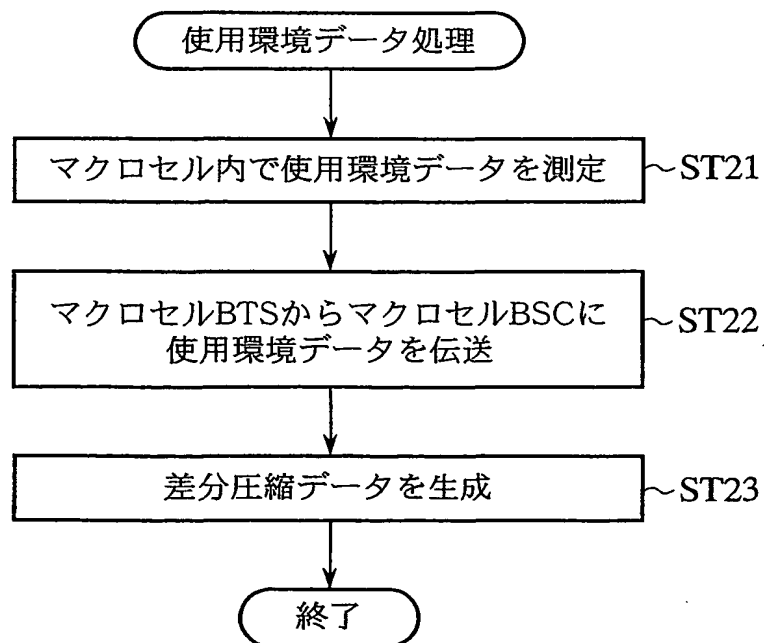 使用環境データ処理
マクロセル内で使用環境データを測定
~ST21
マクロセルBTSからマクロセルBSCに
使用環境データを伝送
~ST22
差分圧縮データを生成
~ST23
終了